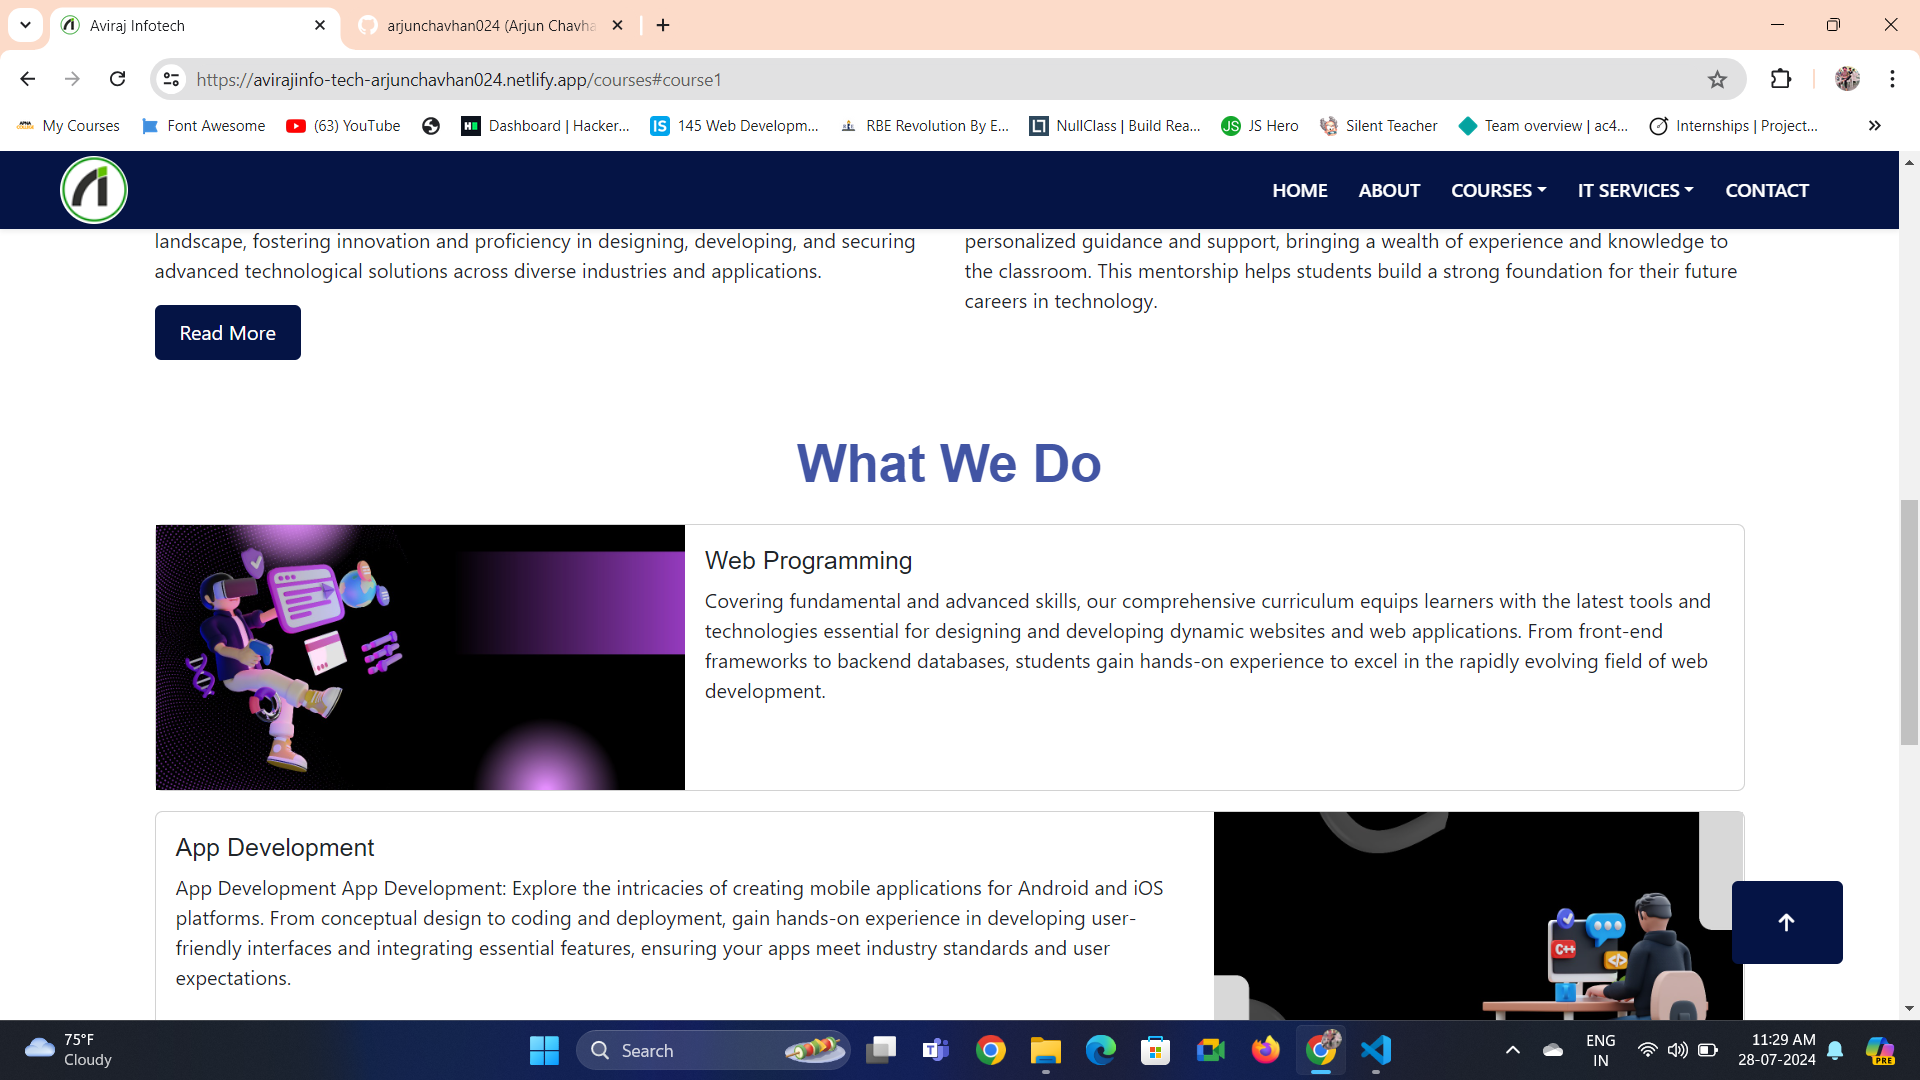 Aviraj Infotech
arjunchavhan024 (Arjun Chavha
https://avirajinfo-tech-arjunchavhan024.netlify.app/courses#course1
My Courses
Font Awesome
(63) YouTube
Dashboard | Hacker...
145 Web Developm...
RBE Revolution By E...
NullClass | Build Rea...
JS Hero
Silent Teacher
Team overview | ac4...
Internships | Project...
HOME ABOUT COURSES IT SERVICES CONTACT
landscape, fostering innovation and proficiency in designing, developing, and securing
advanced technological solutions across diverse industries and applications.
Read More
personalized guidance and support, bringing a wealth of experience and knowledge to
the classroom. This mentorship helps students build a strong foundation for their future
careers in technology.
What We Do
Web Programming
Covering fundamental and advanced skills, our comprehensive curriculum equips learners with the latest tools and
technologies essential for designing and developing dynamic websites and web applications. From front-end
frameworks to backend databases, students gain hands-on experience to excel in the rapidly evolving field of web
development.
App Development
App Development App Development: Explore the intricacies of creating mobile applications for Android and iOS
platforms. From conceptual design to coding and deployment, gain hands-on experience in developing user-
friendly interfaces and integrating essential features, ensuring your apps meet industry standards and user
expectations.
C++
75°F
Cloudy
Search
ENG
IN
11:29 AM
28-07-2024
PRE